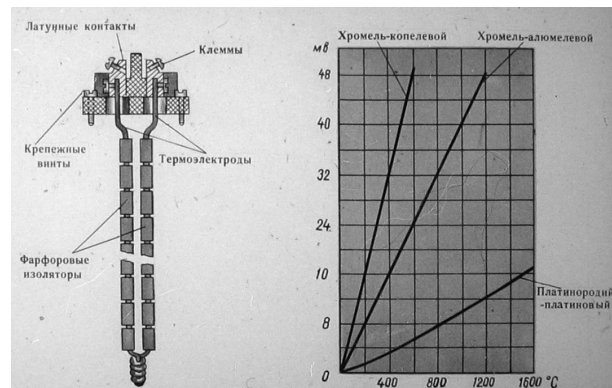 Латунные контакты
Клеммы
Крепежные
винты
Термоэлектроды
Фарфоровые
изоляторы
мв
Хромель-копелевой
Хромель-алюмелевой
48
40
32
24
10
8
0
Платинородий
-платиновый
400
800
1200
1600 °C